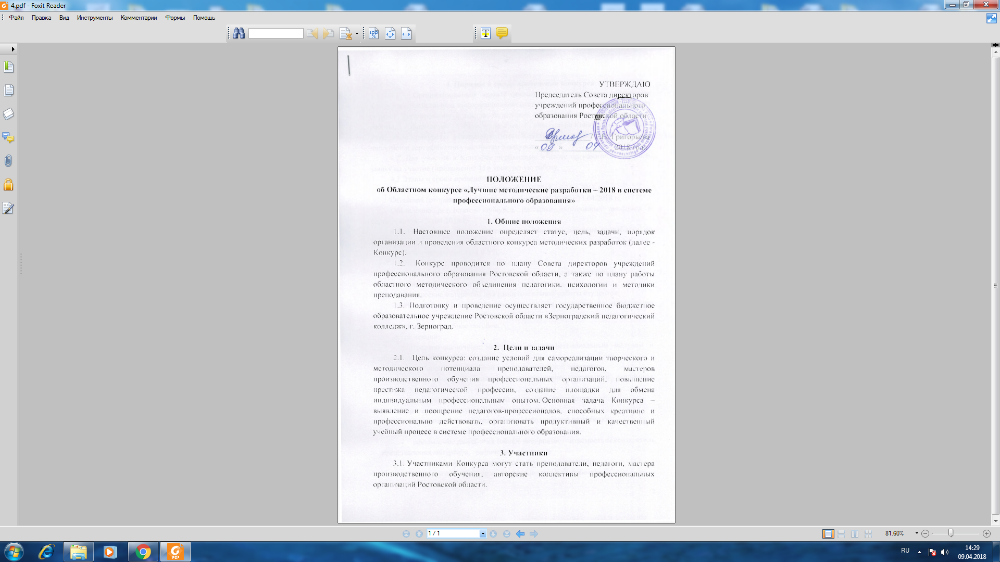 4.pdf - Foxit Reader
Файл Правка Вид Инструменты Комментарии Формы Помощь
УТВЕРЖДАЮ
Председатель Совета директоров
учреждений профессионального
образования Ростовской области
Григорьева
« 09 » 04 2018
ПОЛОЖЕНИЕ
об Областном конкурсе «Лучшие методические разработки – 2018 в системе
профессионального образования»
1. Общие положения
1.1. Настоящее положение определяет статус, цель, задачи, порядок
организации и проведения областного конкурса методических разработок (далее -
Конкурс).
1.2. Конкурс проводится по плану Совета директоров учреждений
профессионального образования Ростовской области, а также по плану работы
областного методического объединения педагогики, психологии и методики
преподавания.
1.3. Подготовку и проведение осуществляет государственное бюджетное
образовательное учреждение Ростовской области «Зерноградский педагогический
колледж», г. Зерноград.
2. Цели и задачи
2.1. Цель конкурса: создание условий для самореализации творческого и
методического потенциала преподавателей, педагогов, мастеров
производственного обучения профессиональных организаций, повышение
престижа педагогической профессии, создание площадки для обмена
индивидуальным профессиональным опытом. Основная задача Конкурса –
выявление и поощрение педагогов-профессионалов, способных креативно и
профессионально действовать, организовать продуктивный и качественный
учебный процесс в системе профессионального образования.
3. Участники
3.1. Участниками Конкурса могут стать преподаватели, педагоги, мастера
производственного обучения, авторские коллективы профессиональных
организаций Ростовской области.
1 / 1
81.60%
RU
14:29
09.04.2018